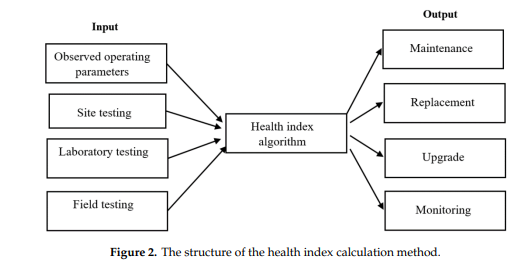 Input
Observed operating
parameters
Site testing
Laboratory testing
Field testing
Health index
algorithm
Output
Maintenance
Replacement
Upgrade
Monitoring
Figure 2. The structure of the health index calculation method.